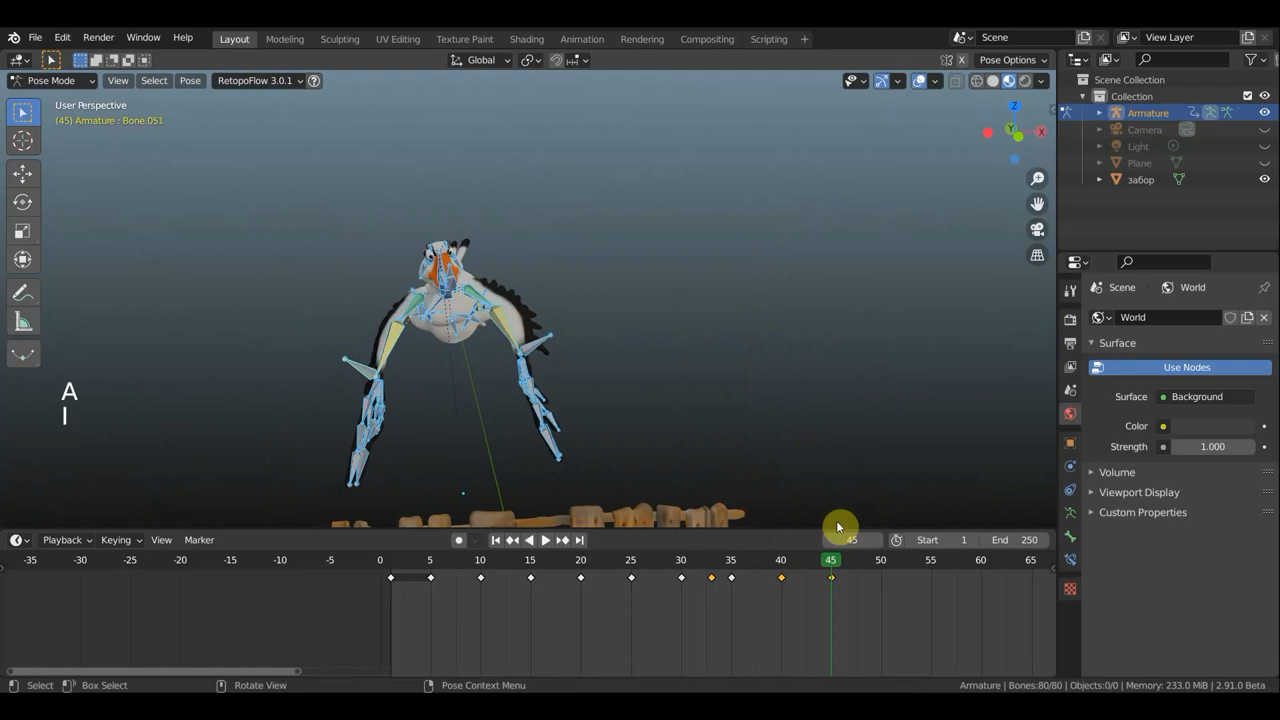 File Edit Render Window Help Layout Modeling Sculpting UV Editing Texture Paint Shading Animation Rendering Compositing Scripting + Scene View Layer
Global Pose Options
Pose Mode View Select Pose RetopoFlow 3.0.1 ?
User Perspective
(45) Armature : Bone.051
Z
Y
X
A
I
Scene Collection
Collection
Armature
Camera
Light
Plane
забор
Scene World
World
Surface
Use Nodes
Surface Background
Color
Strength 1.000
Volume
Viewport Display
Custom Properties
Playback Keying View Marker 45 Start 1 End 250
-35 -30 -25 -20 -15 -10 -5 0 5 10 15 20 25 30 35 40 45 50 55 60 65
Select Box Select Rotate View Pose Context Menu Armature | Bones:80/80 | Objects:0/0 | Memory: 233.0 MiB | 2.91.0 Beta